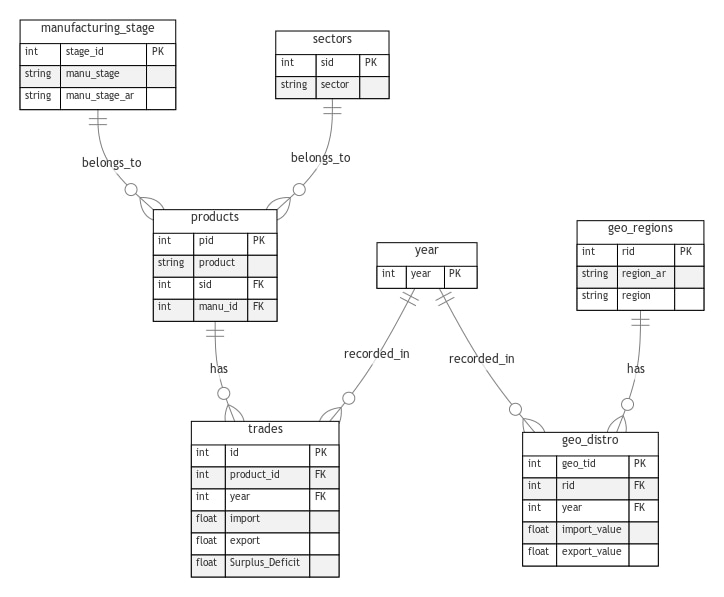 manufacturing_stage
int stage_id PK
string manu_stage
string manu_stage_ar
sectors
int sid PK
string sector
belongs_to
belongs_to
products
int pid PK
string product
int sid FK
int manu_id FK
year
int year PK
geo_regions
int rid PK
string region_ar
string region
has
recorded_in
recorded_in
has
trades
int id PK
int product_id FK
int year FK
float import
float export
float Surplus_Deficit
geo_distro
int geo_tid PK
int rid FK
int year FK
float import_value
float export_value